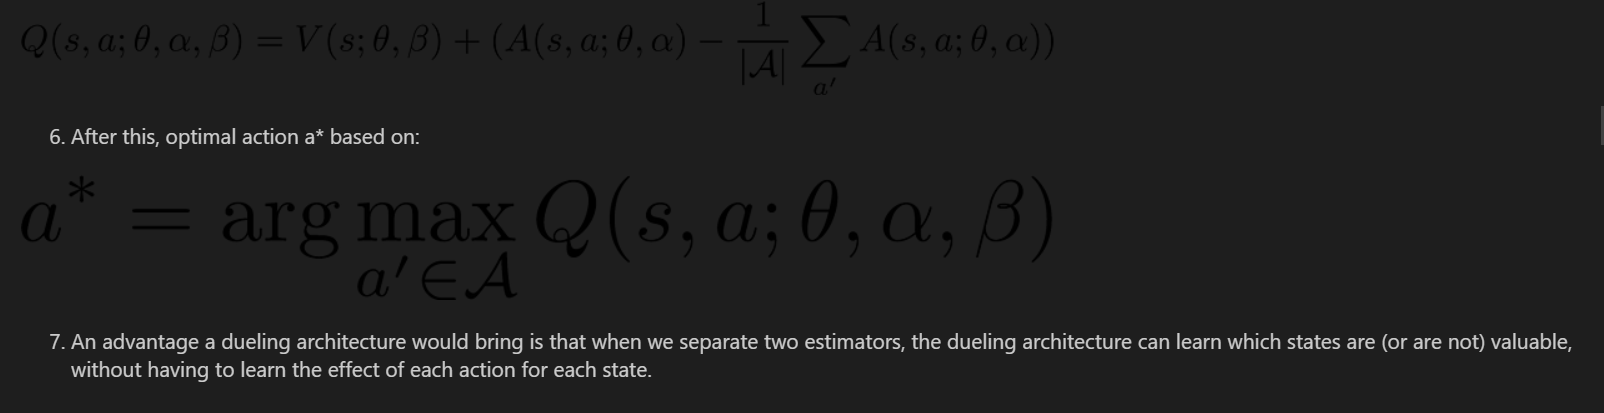 Q(s, a; θ, α, β) = V(s; θ, β) + (A(s, a; θ, α) − 1/|𝒜| ∑a′ A(s, a; θ, α))
6. After this, optimal action a* based on:
a* = arg max a′∈𝒜 Q(s, a; θ, α, β)
7. An advantage a dueling architecture would bring is that when we separate two estimators, the dueling architecture can learn which states are (or are not) valuable,
without having to learn the effect of each action for each state.